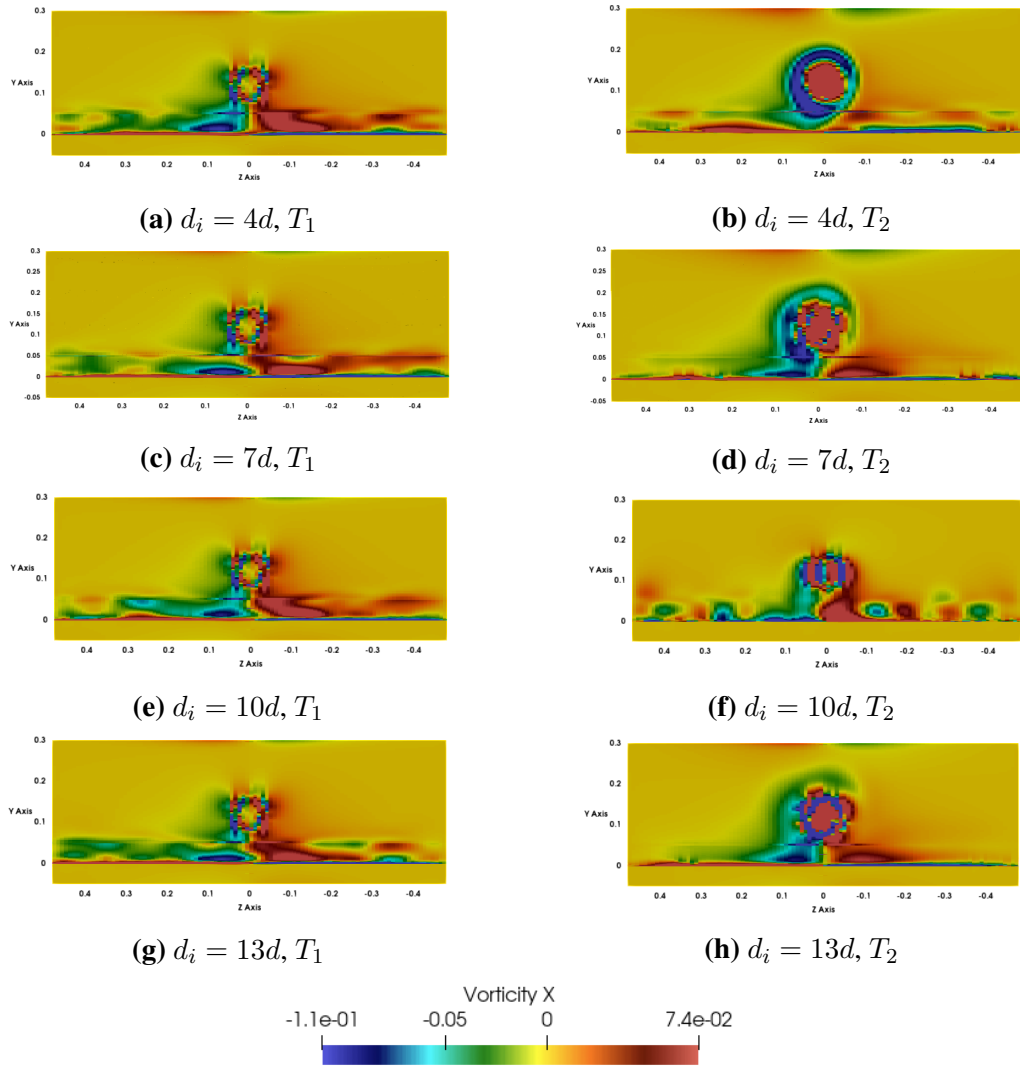 0.3
0.2
Y Axis
0.1
0
0.4 0.3 0.2 0.1 0 -0.1 -0.2 -0.3 -0.4
Z Axis
(a) d_i = 4d, T_1
0.3
0.2
Y Axis
0.1
0
0.4 0.3 0.2 0.1 0 -0.1 -0.2 -0.3 -0.4
Z Axis
(b) d_i = 4d, T_2
0.3
0.25
0.2
0.15
Y Axis
0.1
0.05
0
-0.05
0.4 0.3 0.2 0.1 0 -0.1 -0.2 -0.3 -0.4
Z Axis
(c) d_i = 7d, T_1
0.3
0.25
0.2
0.15
Y Axis
0.1
0.05
0
-0.05
0.4 0.3 0.2 0.1 0 -0.1 -0.2 -0.3 -0.4
Z Axis
(d) d_i = 7d, T_2
0.3
0.2
Y Axis
0.1
0
0.4 0.3 0.2 0.1 0 -0.1 -0.2 -0.3 -0.4
Z Axis
(e) d_i = 10d, T_1
0.3
0.2
Y Axis
0.1
0
0.4 0.3 0.2 0.1 0 -0.1 -0.2 -0.3 -0.4
Z Axis
(f) d_i = 10d, T_2
0.3
0.2
Y Axis
0.1
0
0.4 0.3 0.2 0.1 0 -0.1 -0.2 -0.3 -0.4
Z Axis
(g) d_i = 13d, T_1
0.3
0.2
Y Axis
0.1
0
0.4 0.3 0.2 0.1 0 -0.1 -0.2 -0.3 -0.4
Z Axis
(h) d_i = 13d, T_2
Vorticity X
-1.1e-01 -0.05 0 7.4e-02